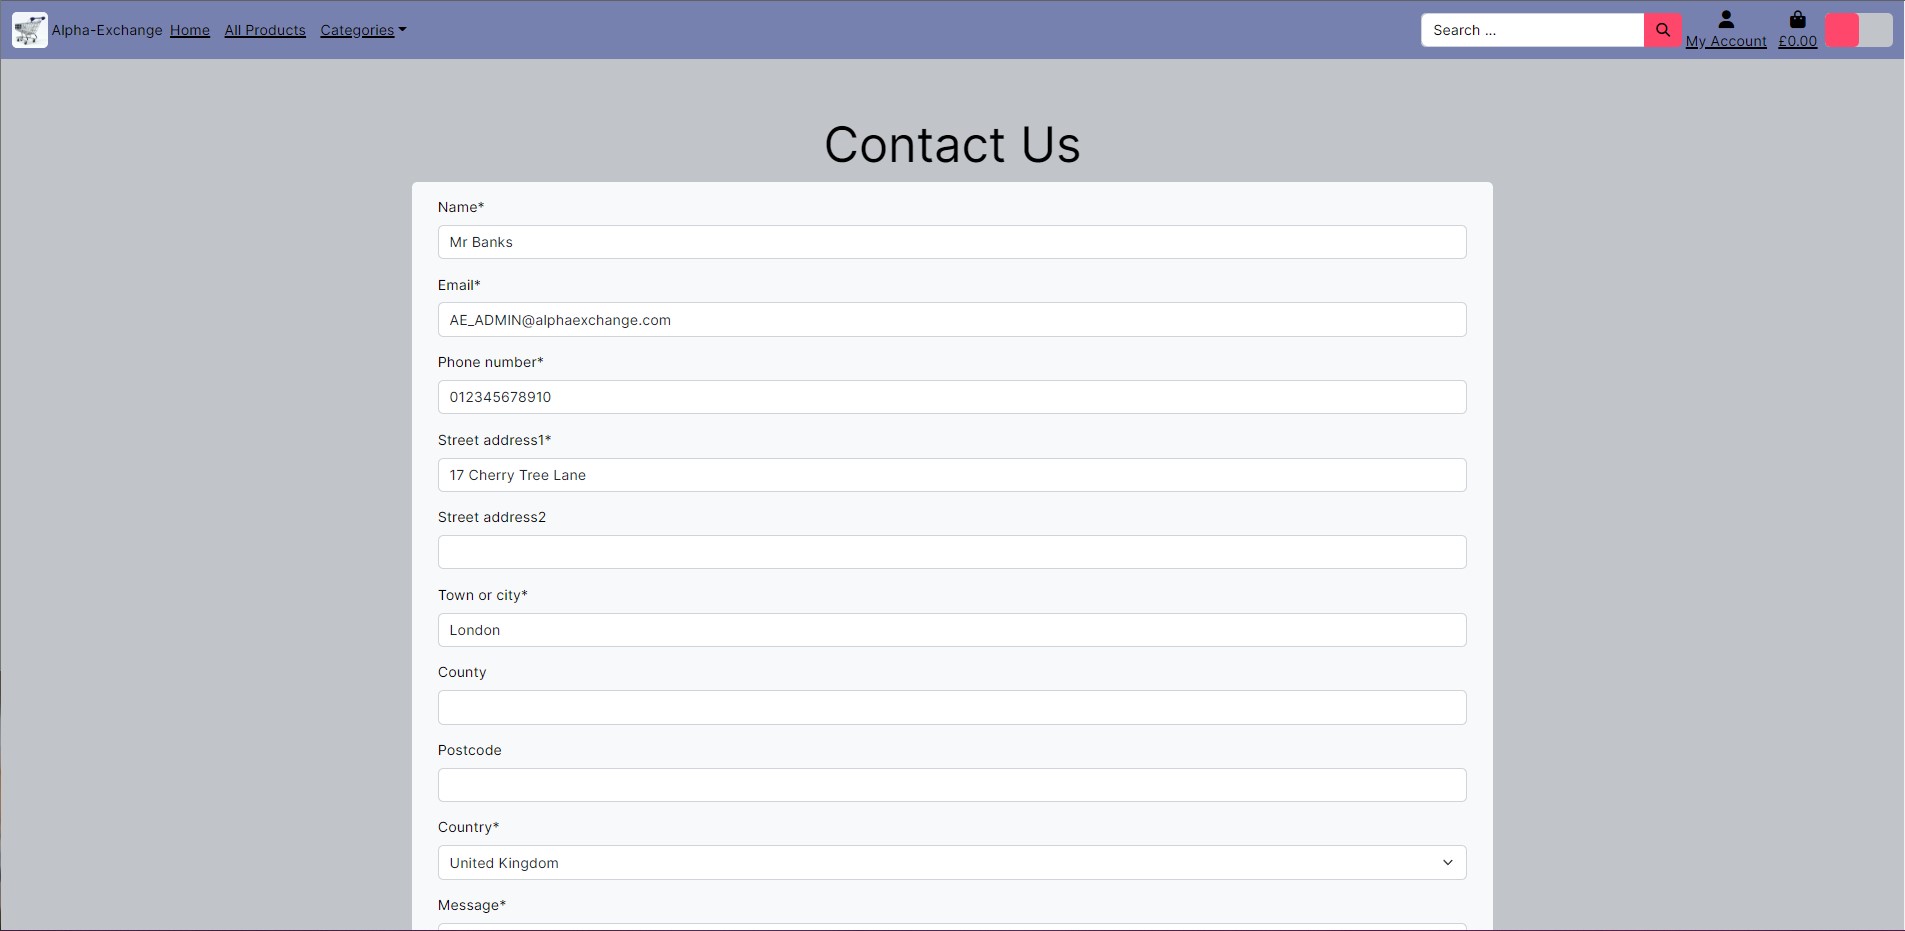 Alpha-Exchange Home All Products Categories
Search ...
My Account £0.00
Contact Us
Name*
Mr Banks
Email*
AE_ADMIN@alphaexchange.com
Phone number*
012345678910
Street address1*
17 Cherry Tree Lane
Street address2
Town or city*
London
County
Postcode
Country*
United Kingdom
Message*